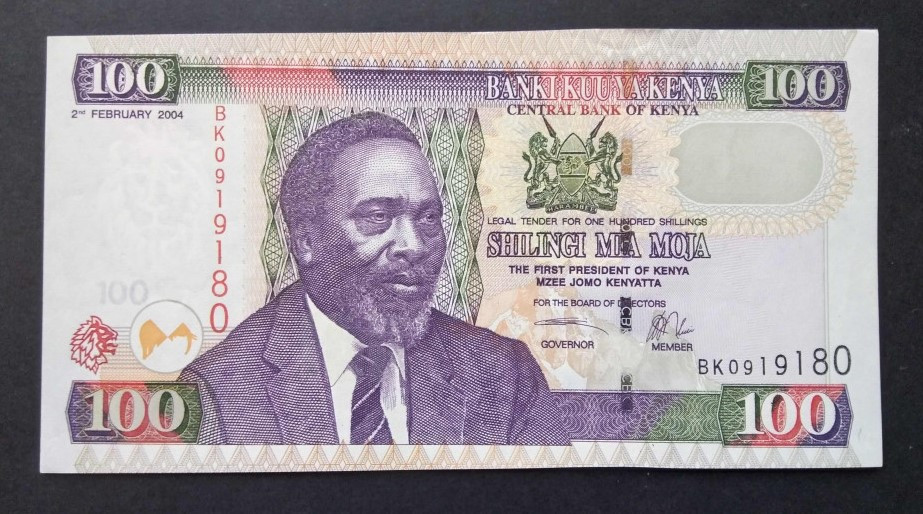 100
BANKI KUU YA KENYA
100
CENTRAL BANK OF KENYA
2nd FEBRUARY 2004
BK0919180
HARAMBEE
LEGAL TENDER FOR ONE HUNDRED SHILLINGS
SHILINGI MIA MOJA
THE FIRST PRESIDENT OF KENYA
MZEE JOMO KENYATTA
100
FOR THE BOARD OF DIRECTORS
CBK
GOVERNOR
MEMBER
BK0919180
100
100